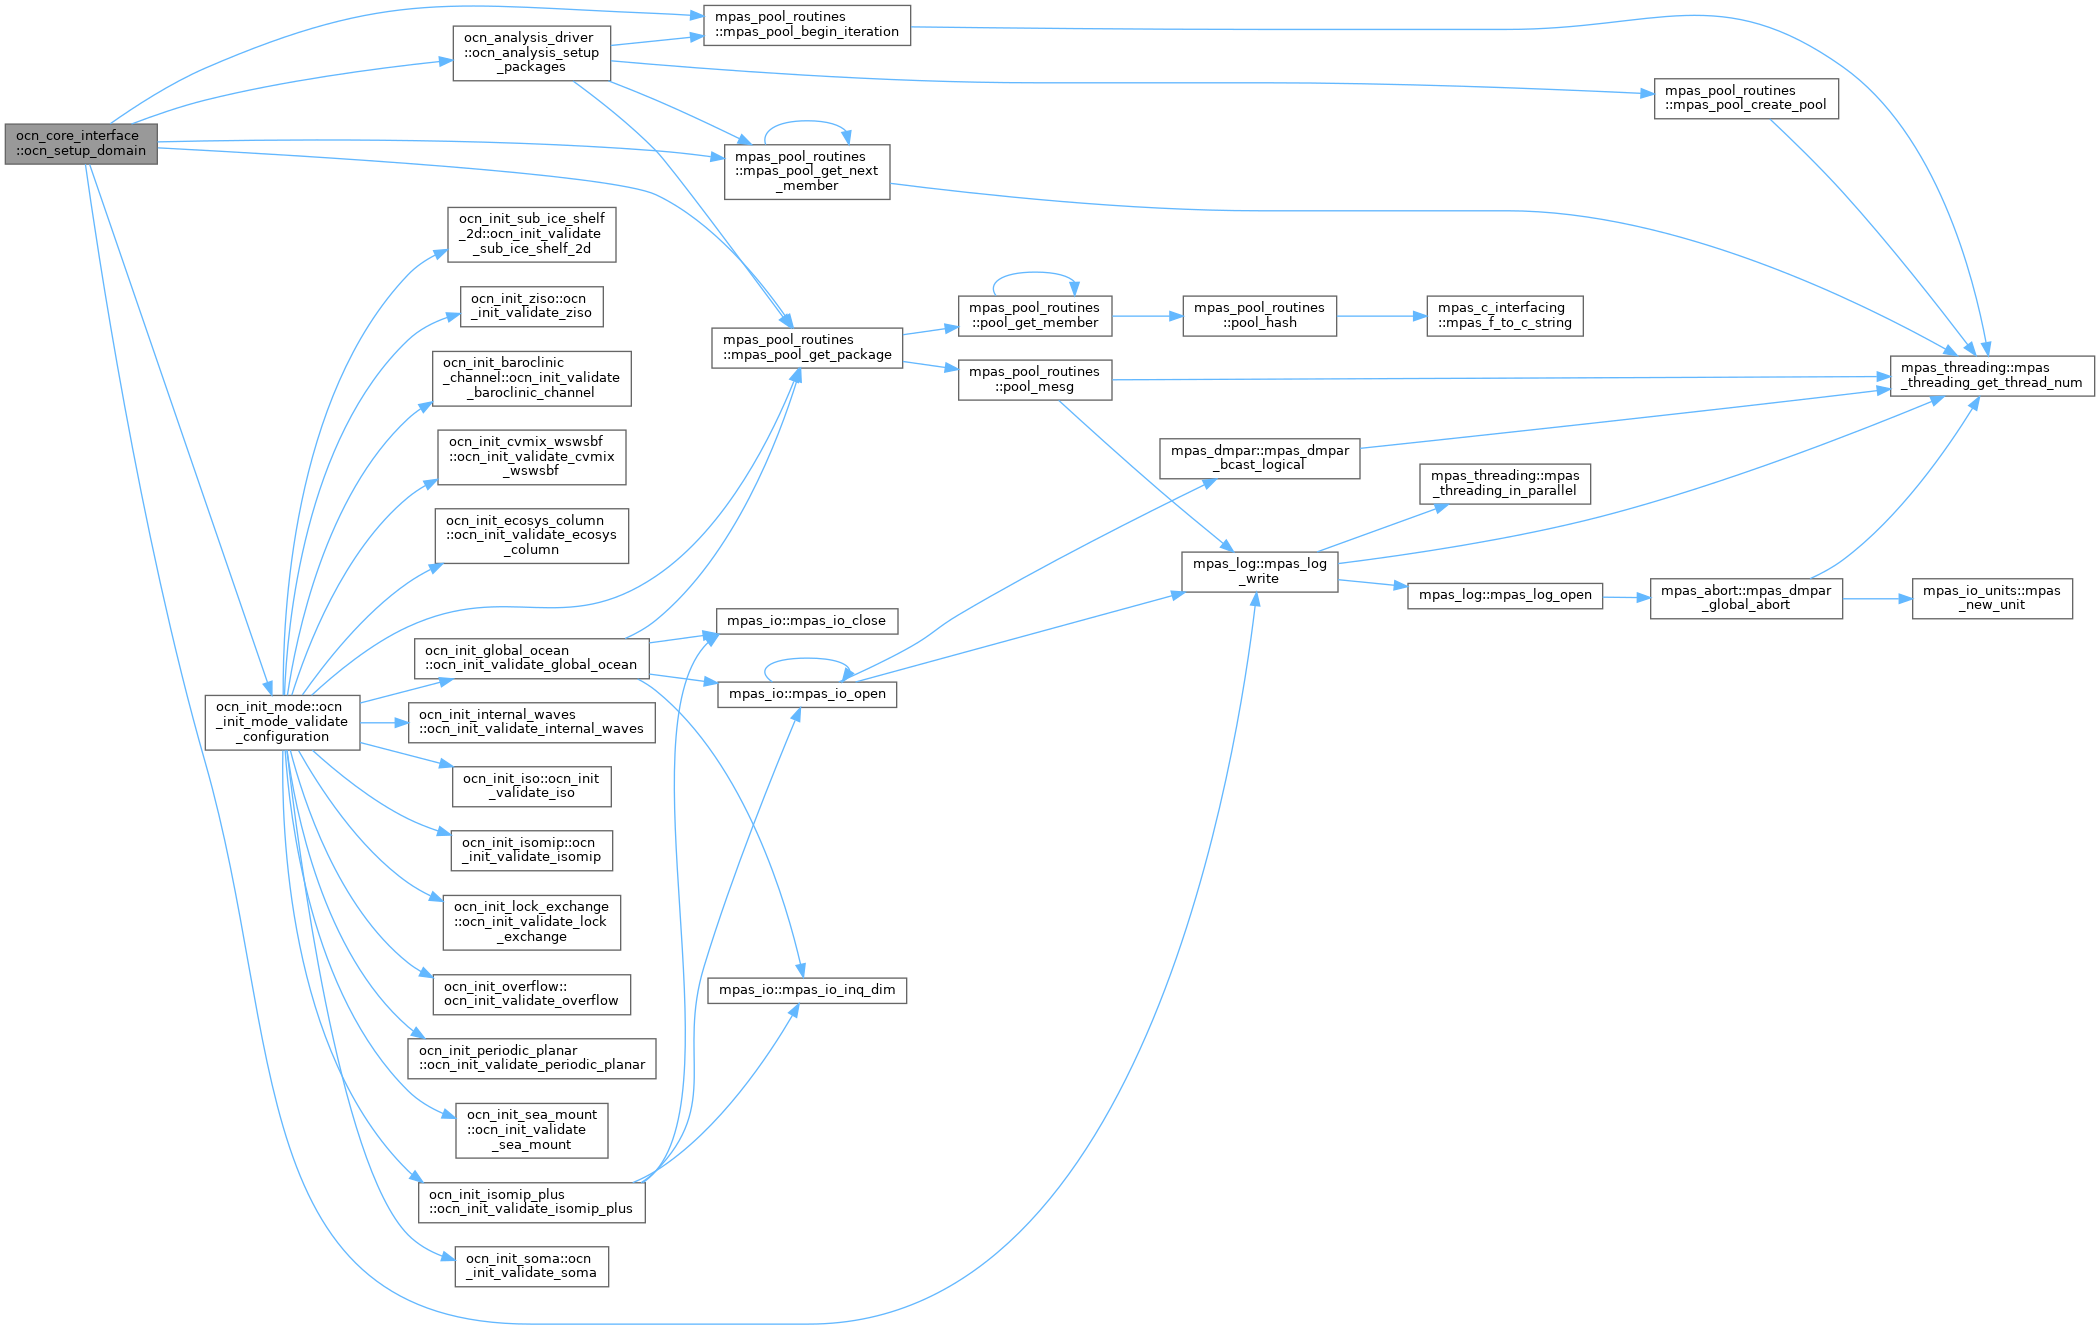 ocn_core_interface
::ocn_setup_domain
ocn_analysis_driver
::ocn_analysis_setup
_packages
mpas_pool_routines
::mpas_pool_begin_iteration
mpas_pool_routines
::mpas_pool_create_pool
mpas_pool_routines
::mpas_pool_get_next
_member
ocn_init_sub_ice_shelf
_2d::ocn_init_validate
_sub_ice_shelf_2d
ocn_init_ziso::ocn
_init_validate_ziso
ocn_init_baroclinic
_channel::ocn_init_validate
_baroclinic_channel
ocn_init_cvmix_wswsbf
::ocn_init_validate_cvmix
_wswsbf
ocn_init_ecosys_column
::ocn_init_validate_ecosys
_column
mpas_pool_routines
::mpas_pool_get_package
mpas_pool_routines
::pool_get_member
mpas_pool_routines
::pool_hash
mpas_c_interfacing
::mpas_f_to_c_string
mpas_pool_routines
::pool_mesg
mpas_threading::mpas
_threading_get_thread_num
mpas_dmpar::mpas_dmpar
_bcast_logical
mpas_threading::mpas
_threading_in_parallel
mpas_log::mpas_log
_write
mpas_log::mpas_log_open
mpas_abort::mpas_dmpar
_global_abort
mpas_io_units::mpas
_new_unit
ocn_init_mode::ocn
_init_mode_validate
_configuration
ocn_init_global_ocean
::ocn_init_validate_global_ocean
mpas_io::mpas_io_close
mpas_io::mpas_io_open
mpas_io::mpas_io_inq_dim
ocn_init_internal_waves
::ocn_init_validate_internal_waves
ocn_init_iso::ocn_init
_validate_iso
ocn_init_isomip::ocn
_init_validate_isomip
ocn_init_lock_exchange
::ocn_init_validate_lock
_exchange
ocn_init_overflow::
ocn_init_validate_overflow
ocn_init_periodic_planar
::ocn_init_validate_periodic_planar
ocn_init_sea_mount
::ocn_init_validate
_sea_mount
ocn_init_isomip_plus
::ocn_init_validate_isomip_plus
ocn_init_soma::ocn
_init_validate_soma